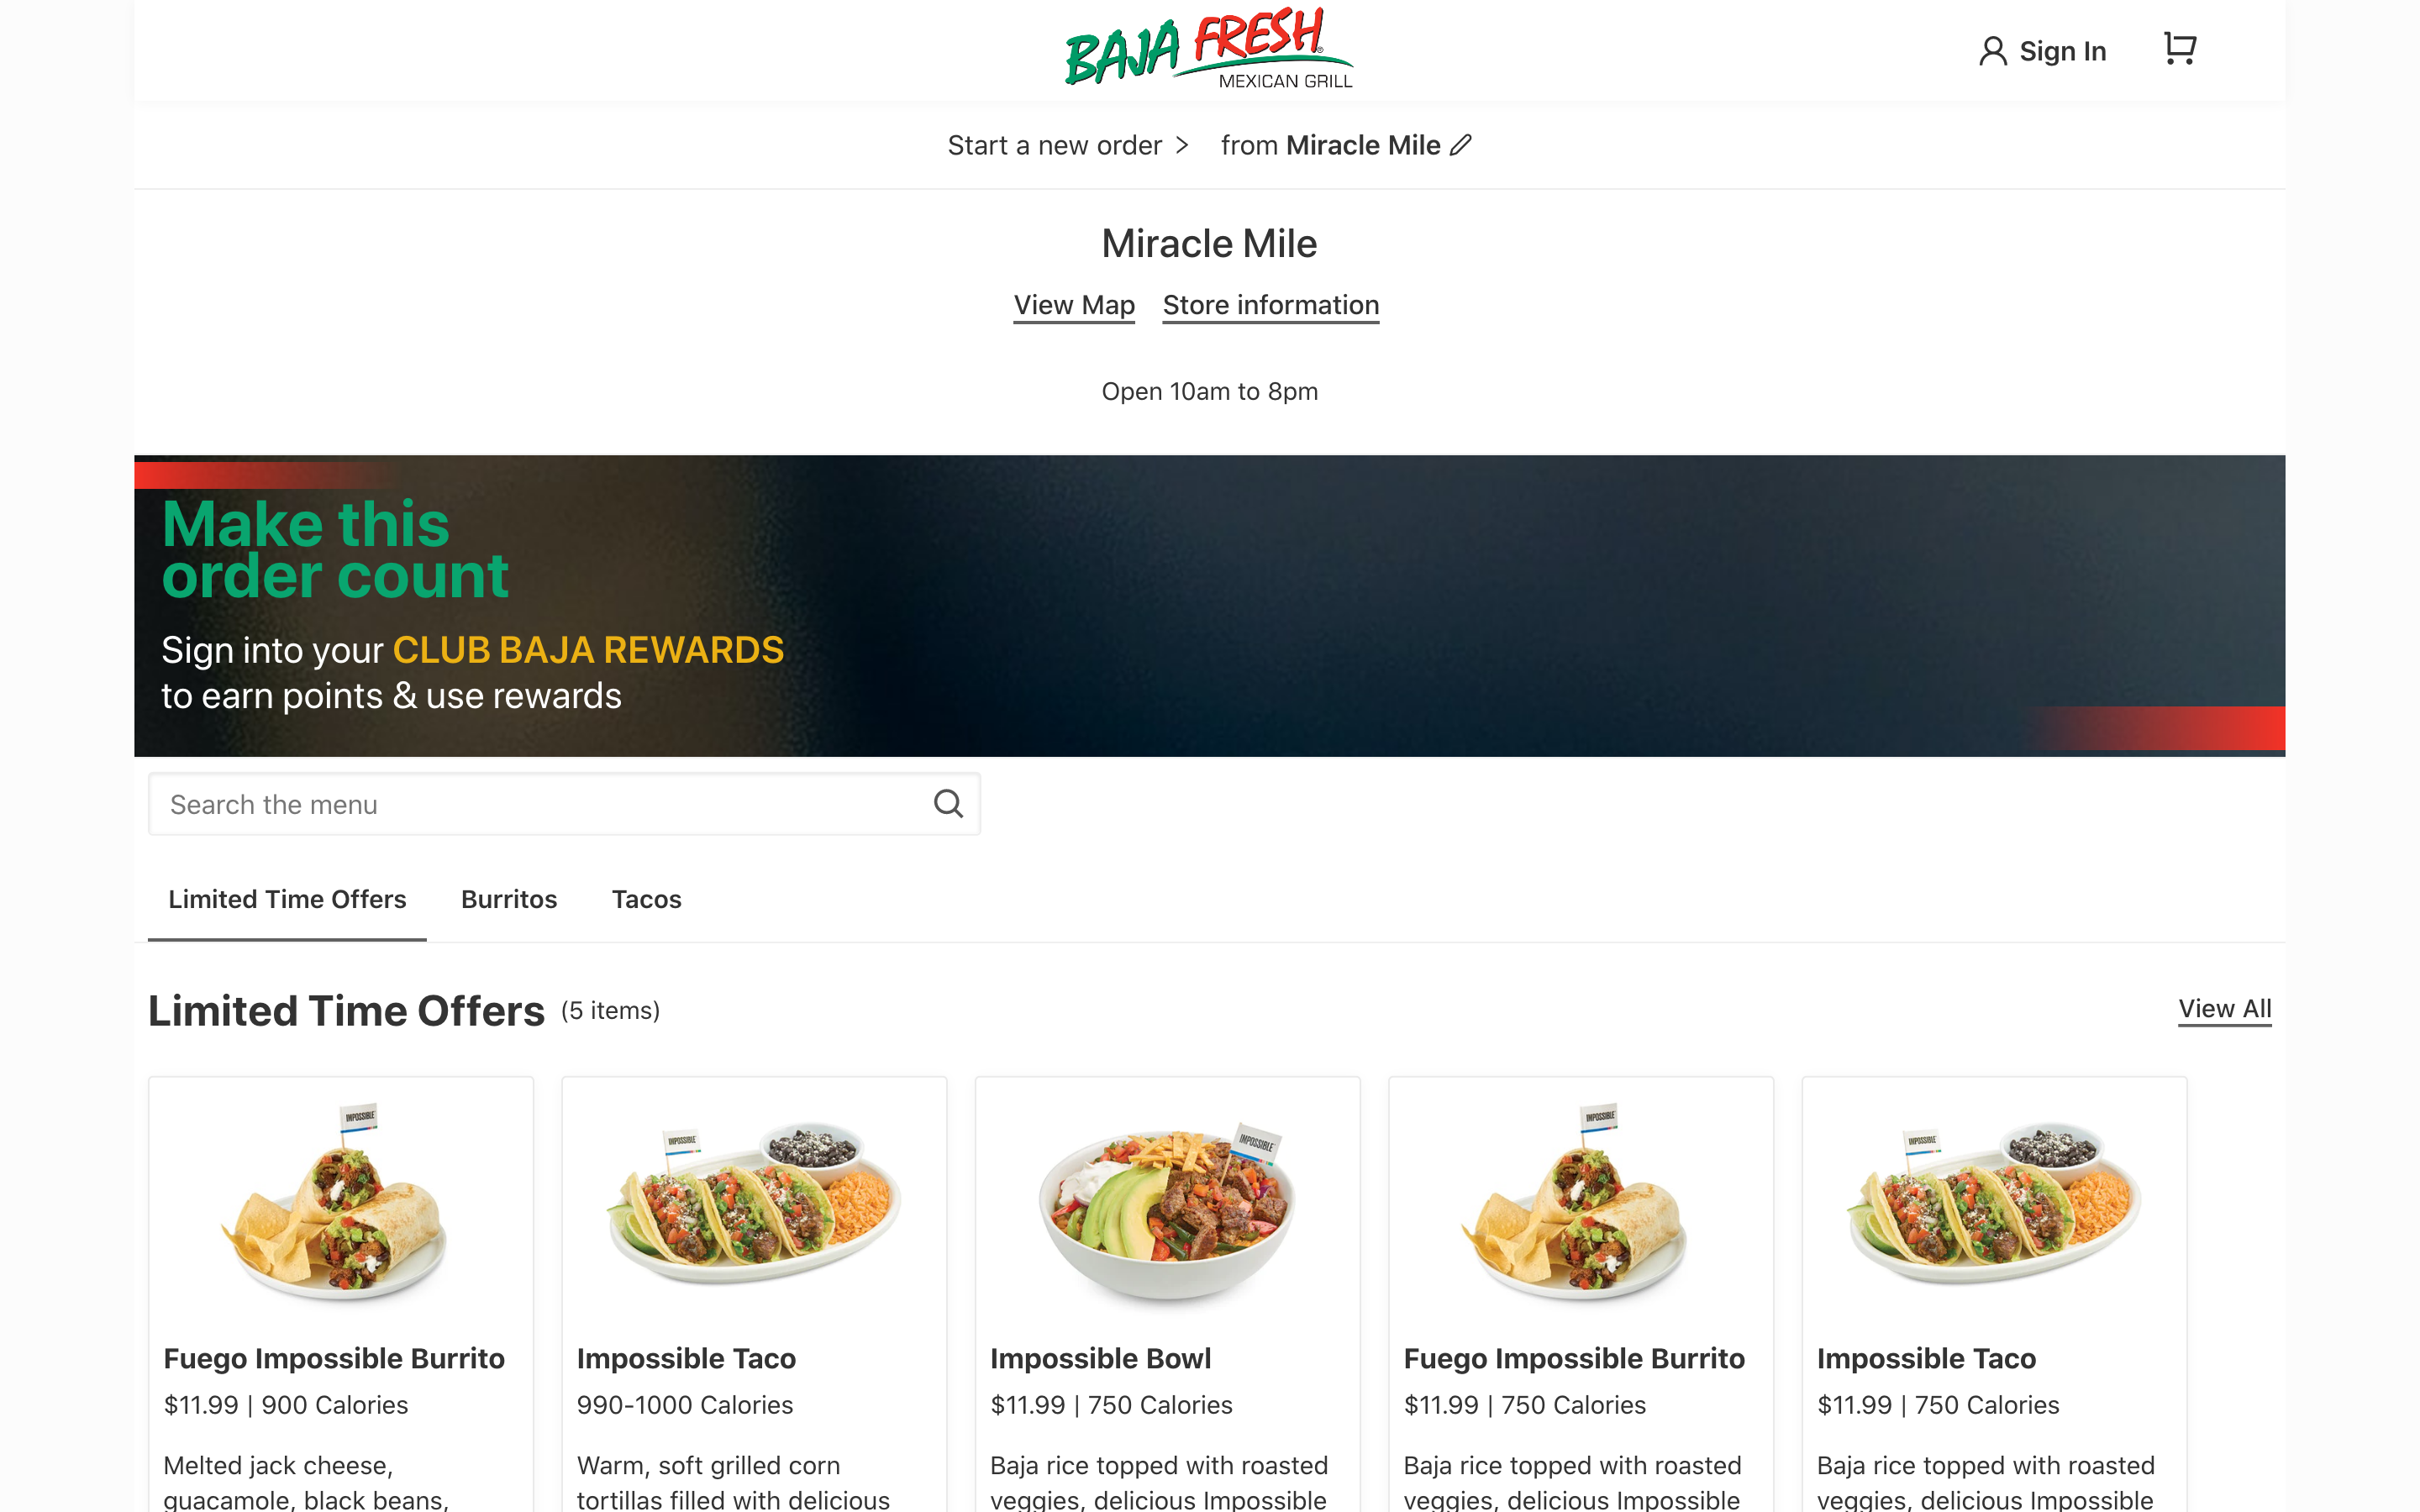 BAJA FRESH
MEXICAN GRILL
Sign In
Start a new order > from Miracle Mile
Miracle Mile
View Map Store information
Open 10am to 8pm
Make this
order count
Sign into your CLUB BAJA REWARDS
to earn points & use rewards
Search the menu
Limited Time Offers Burritos Tacos
Limited Time Offers (5 items) View All
IMPOSSIBLE
IMPOSSIBLE
IMPOSSIBLE
IMPOSSIBLE
IMPOSSIBLE
Fuego Impossible Burrito
$11.99 | 900 Calories
Melted jack cheese,
guacamole, black beans,
Impossible Taco
990-1000 Calories
Warm, soft grilled corn
tortillas filled with delicious
Impossible Bowl
$11.99 | 750 Calories
Baja rice topped with roasted
veggies, delicious Impossible
Fuego Impossible Burrito
$11.99 | 750 Calories
Baja rice topped with roasted
veggies, delicious Impossible
Impossible Taco
$11.99 | 750 Calories
Baja rice topped with roasted
veggies, delicious Impossible